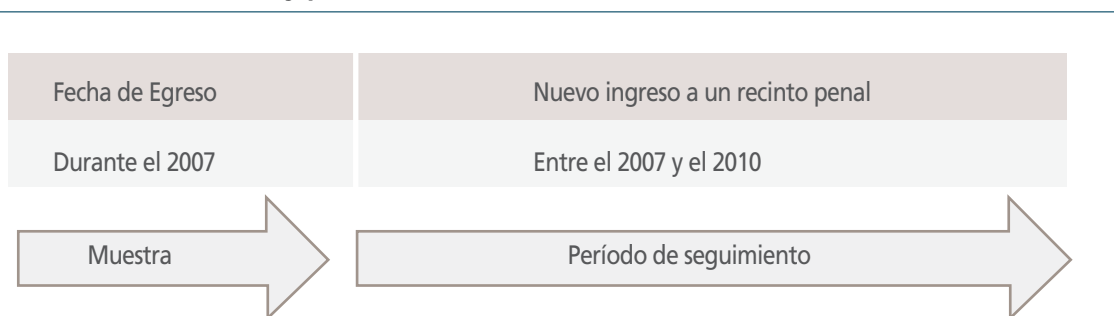 Fecha de Egreso
Nuevo ingreso a un recinto penal
Durante el 2007
Entre el 2007 y el 2010
Muestra
Período de seguimiento